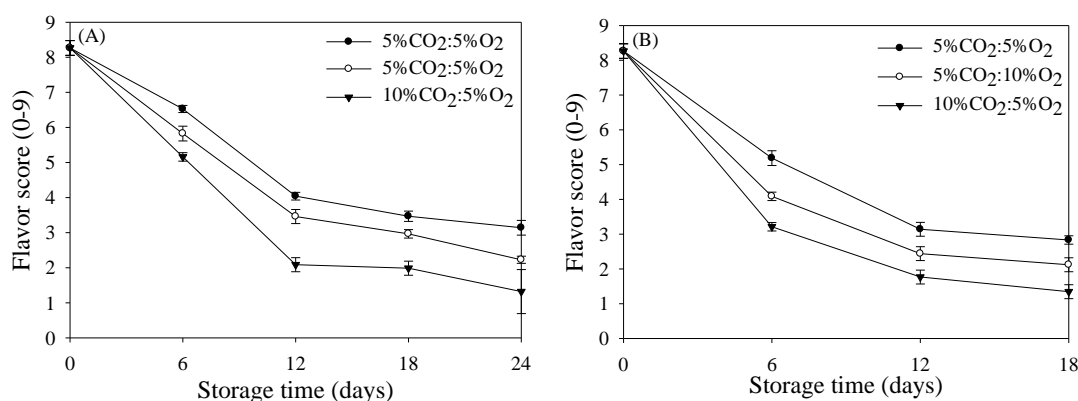 (A)
5%CO2:5%O2
5%CO2:5%O2
10%CO2:5%O2
Flavor score (0-9)
9
8
7
6
5
4
3
2
1
0
0 6 12 18 24
Storage time (days)
(B)
5%CO2:5%O2
5%CO2:10%O2
10%CO2:5%O2
Flavor score (0-9)
9
8
7
6
5
4
3
2
1
0
0 6 12 18
Storage time (days)